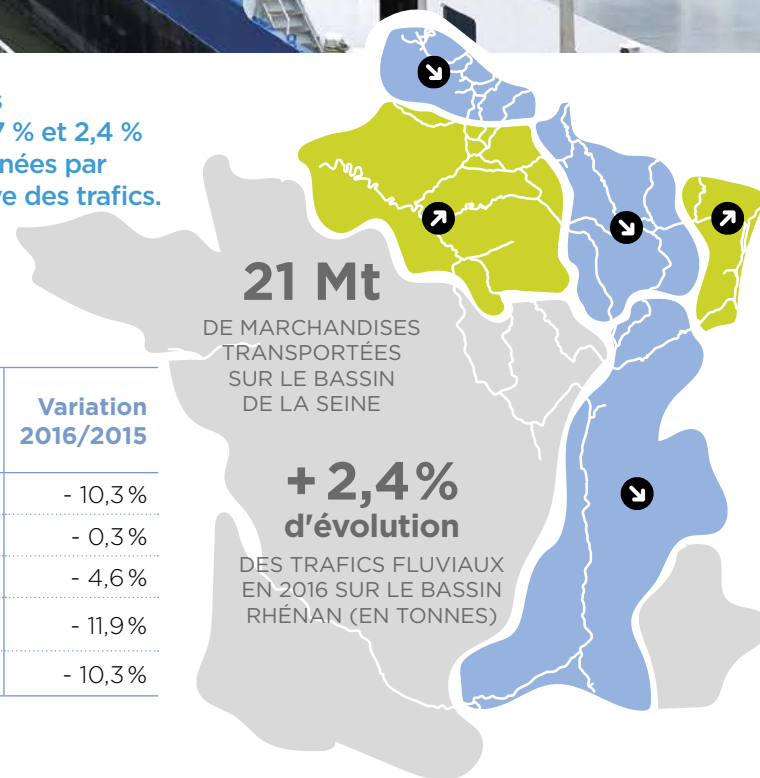 7 % et 2,4 %
nées par
e des trafics.
21 Mt
DE MARCHANDISES
TRANSPORTÉES
SUR LE BASSIN
DE LA SEINE
Variation
2016/2015
- 10,3 %
- 0,3 %
- 4,6 %
- 11,9 %
- 10,3 %
+ 2,4 %
d'évolution
DES TRAFICS FLUVIAUX
EN 2016 SUR LE BASSIN
RHÉNAN (EN TONNES)